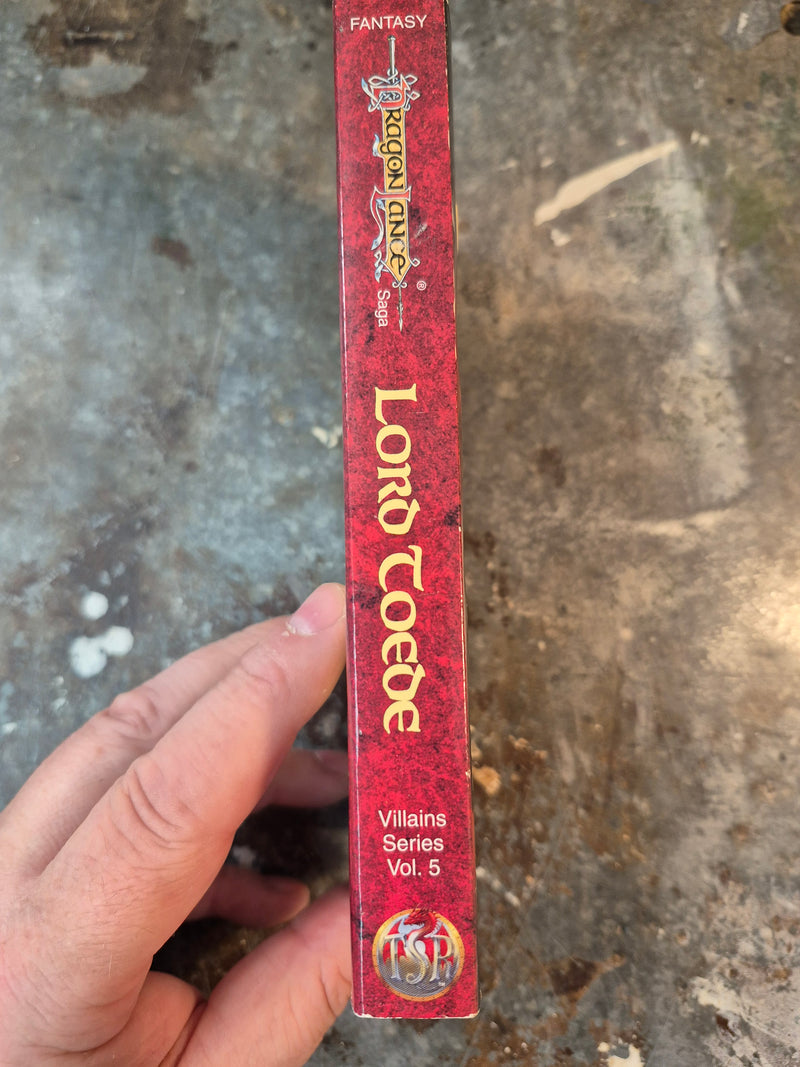 FANTASY
DRAGONLANCE®
Saga
LORD TOEDE
Villains
Series
Vol. 5
TSR